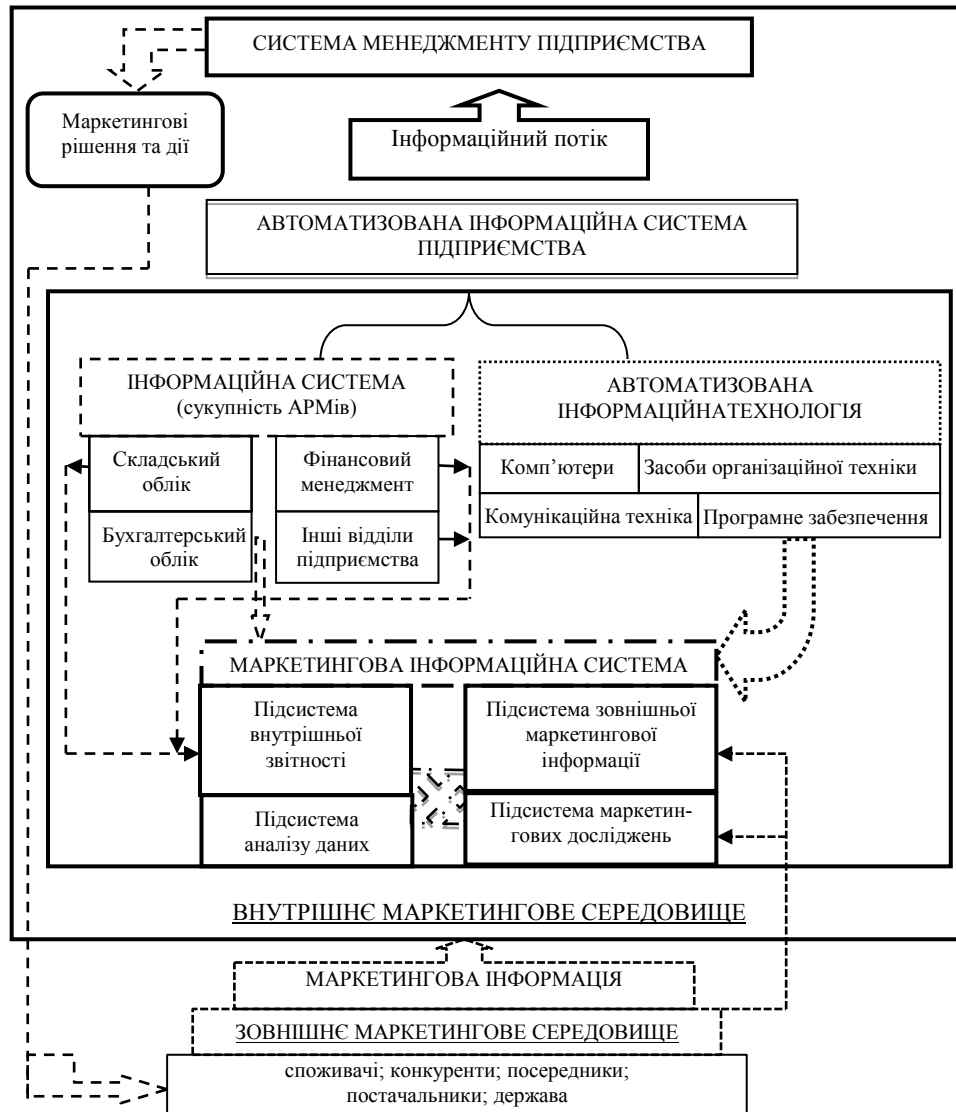 СИСТЕМА МЕНЕДЖМЕНТУ ПІДПРИЄМСТВА
Маркетингові
рішення та дії
Інформаційний потік
АВТОМАТИЗОВАНА ІНФОРМАЦІЙНА СИСТЕМА
ПІДПРИЄМСТВА
ІНФОРМАЦІЙНА СИСТЕМА
(сукупність АРМів)
АВТОМАТИЗОВАНА
ІНФОРМАЦІЙНАТЕХНОЛОГІЯ
Складський
облік
Фінансовий
менеджмент
Бухгалтерський
облік
Інші відділи
підприємства
Комп’ютери
Засоби організаційної техніки
Комунікаційна техніка
Програмне забезпечення
МАРКЕТИНГОВА ІНФОРМАЦІЙНА СИСТЕМА
Підсистема
внутрішньої
звітності
Підсистема зовнішньої
маркетингової
інформації
Підсистема
аналізу даних
Підсистема маркетин-
гових досліджень
ВНУТРІШНЄ МАРКЕТИНГОВЕ СЕРЕДОВИЩЕ
МАРКЕТИНГОВА ІНФОРМАЦІЯ
ЗОВНІШНЄ МАРКЕТИНГОВЕ СЕРЕДОВИЩЕ
споживачі; конкуренти; посередники;
постачальники; держава